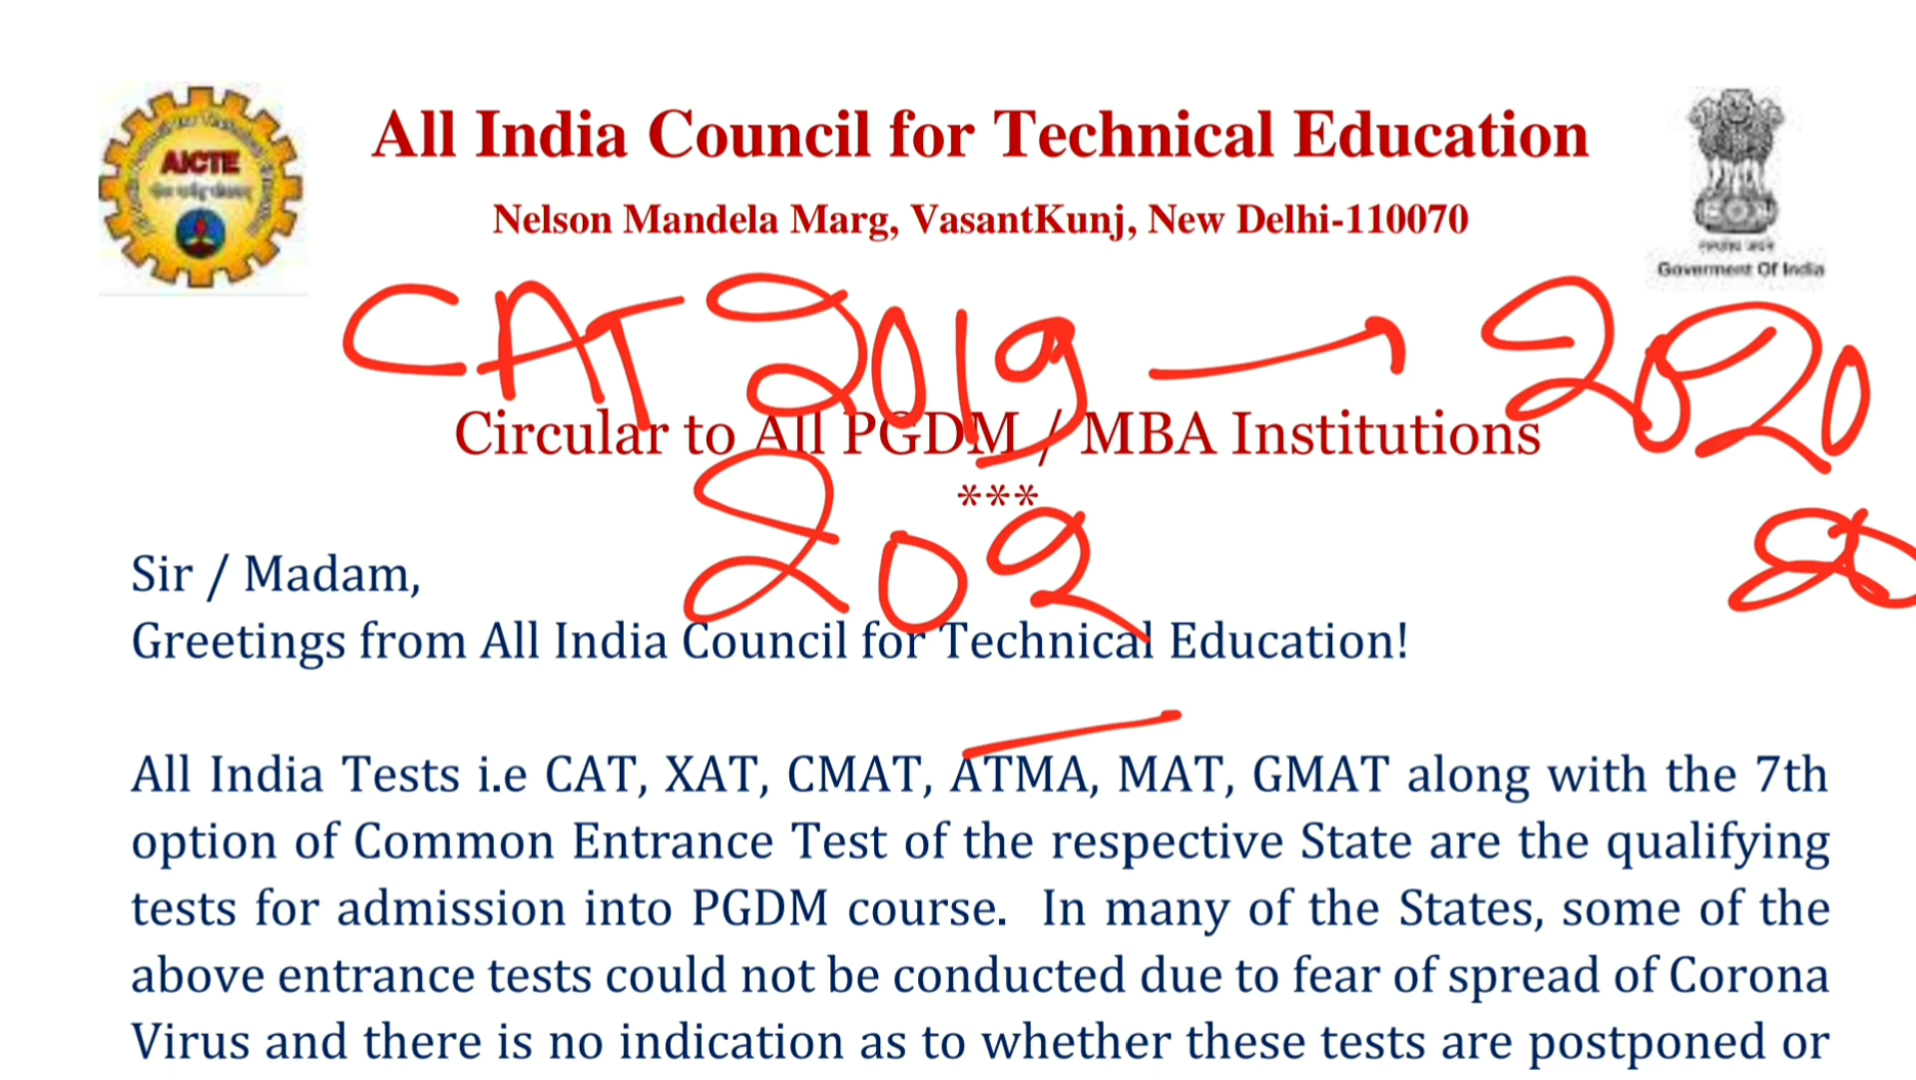 AICTE
All India Council for Technical Education
Nelson Mandela Marg, VasantKunj, New Delhi-110070
Goverment Of India
CAT 2019 → 2020
Circular to All PGDM / MBA Institutions
***
202
Sir / Madam,
Greetings from All India Council for Technical Education!
All India Tests i.e CAT, XAT, CMAT, ATMA, MAT, GMAT along with the 7th
option of Common Entrance Test of the respective State are the qualifying
tests for admission into PGDM course. In many of the States, some of the
above entrance tests could not be conducted due to fear of spread of Corona
Virus and there is no indication as to whether these tests are postponed or